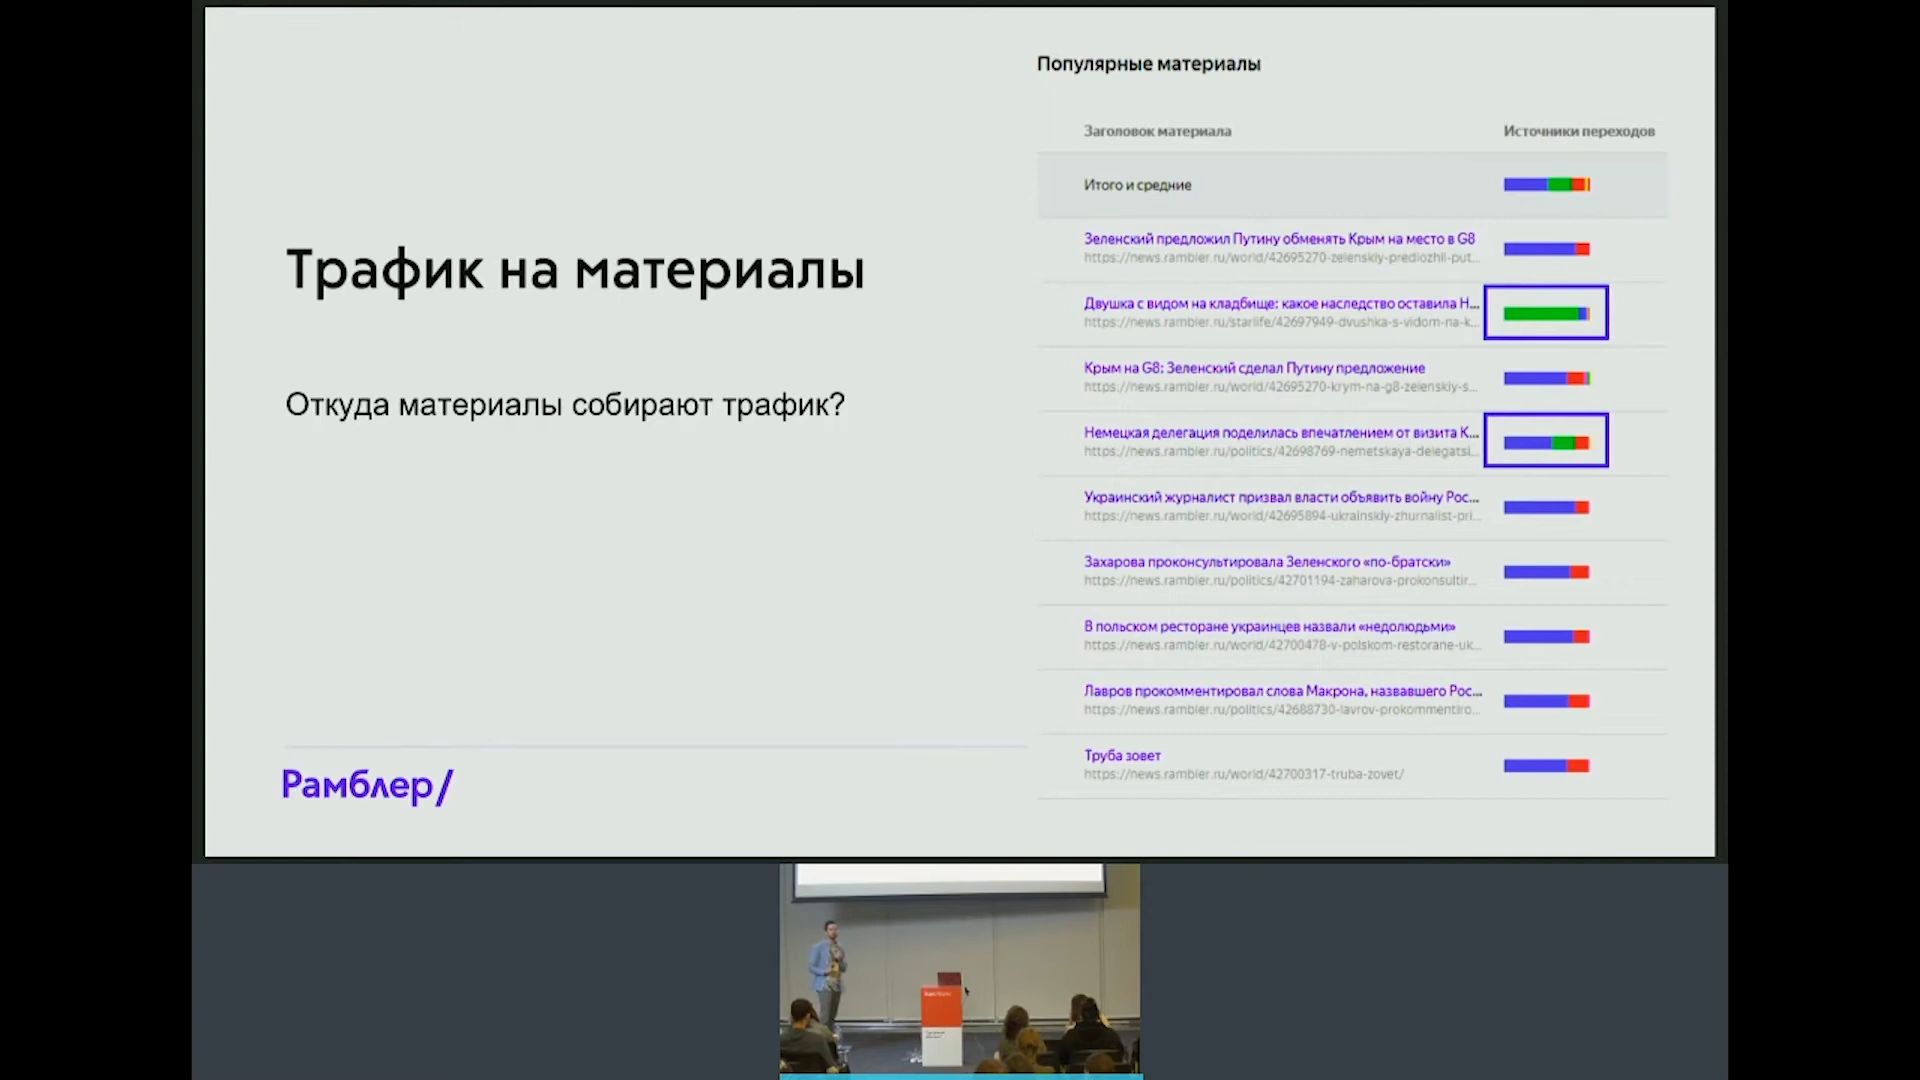 Популярные материалы
Заголовок материала
Источники переходов
Итого и средние
Трафик на материалы
Откуда материалы собирают трафик?
Зеленский предложил Путину обменять Крым на место в G8
https://news.rambler.ru/world/42695270-zelenskiy-predlozhil-put...
Двушка с видом на кладбище: какое наследство оставила Н...
https://news.rambler.ru/starlife/42697949-dvushka-s-vidom-na-k...
Крым на G8: Зеленский сделал Путину предложение
https://news.rambler.ru/world/42695270-krym-na-g8-zelenskiy-s...
Немецкая делегация поделилась впечатлением от визита К...
https://news.rambler.ru/politics/42698769-nemetskaya-delegatsi...
Украинский журналист призвал власти объявить войну Рос...
https://news.rambler.ru/world/42695894-ukrainskiy-zhurnalist-pri...
Захарова проконсультировала Зеленского «по-братски»
https://news.rambler.ru/politics/42701194-zaharova-prokonsultir...
В польском ресторане украинцев назвали «недолюдьми»
https://news.rambler.ru/world/42700478-v-polskom-restorane-uk...
Лавров прокомментировал слова Макрона, назвавшего Рос...
https://news.rambler.ru/politics/42688730-lavrov-prokommentiro...
Труба зовет
https://news.rambler.ru/world/42700317-truba-zovet/
Рамблер/